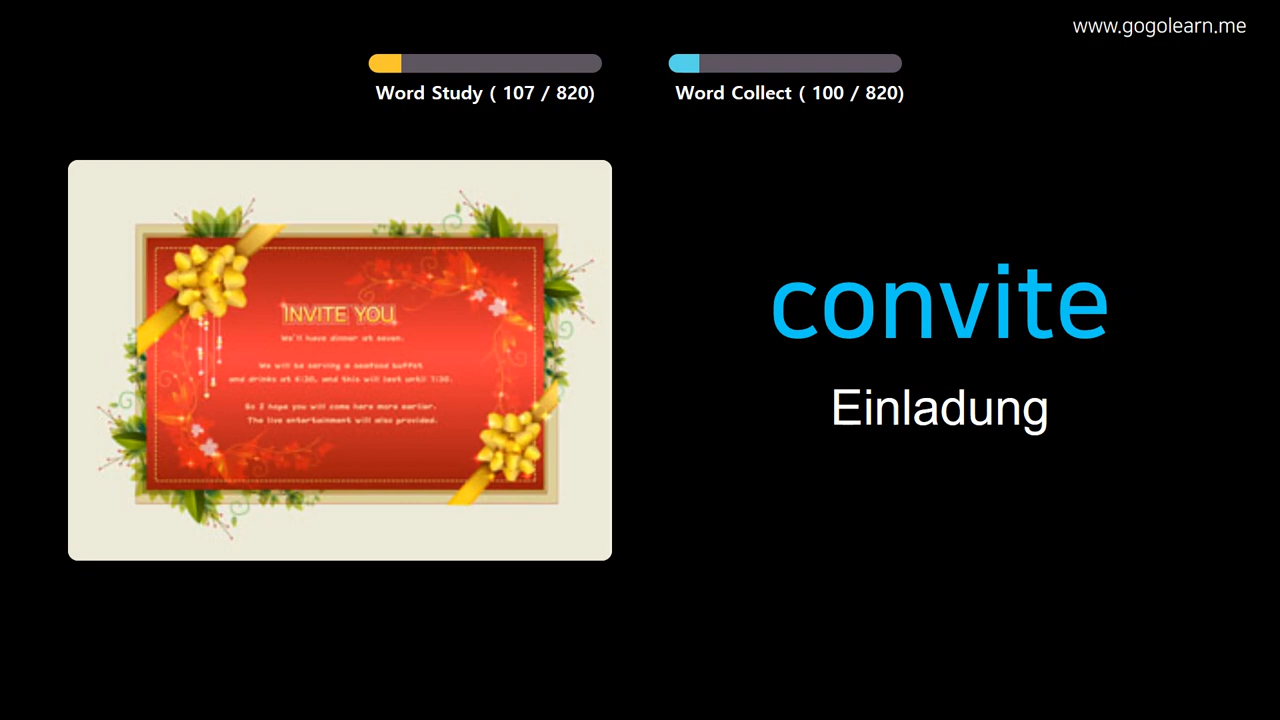 www.gogolearn.me
Word Study ( 107 / 820)
Word Collect ( 100 / 820)
INVITE YOU
We'll have dinner at seven.
We will be serving a seafood buffet
and drinks at 6:30, and this will last until 1:30.
So I hope you will come here more earlier.
The live entertainment will also provided.
convite
Einladung